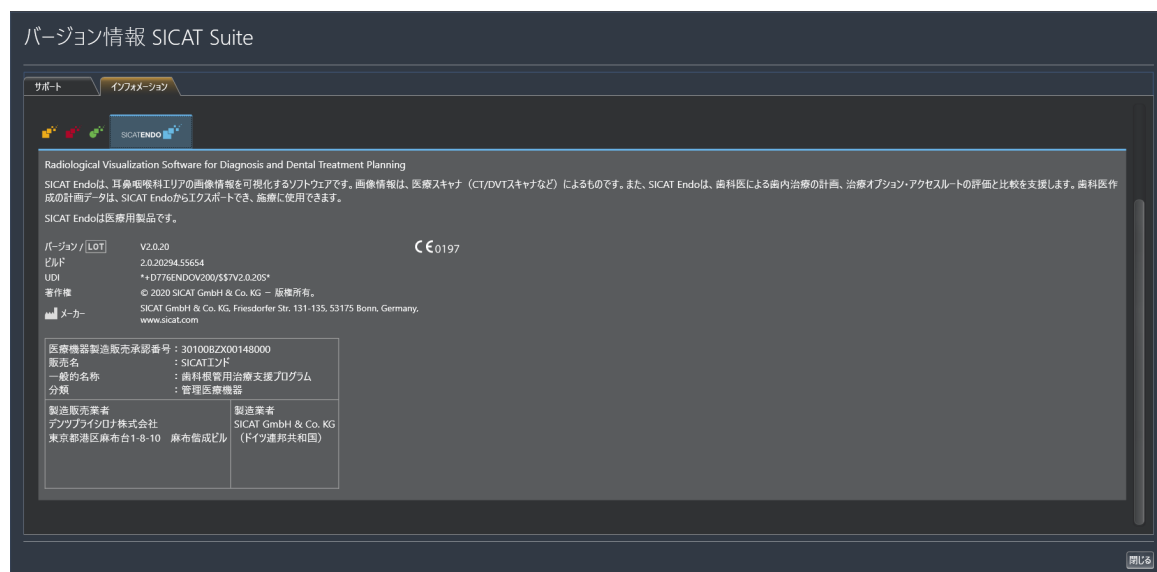 バージョン情報 SICAT Suite
サポート
インフォメーション
SICATENDO
Radiological Visualization Software for Diagnosis and Dental Treatment Planning
SICAT Endoは、耳鼻咽喉科エリアの画像情報を可視化するソフトウェアです。画像情報は、医療スキャナ（CT/DVTスキャナなど）によるものです。また、SICAT Endoは、歯科医による歯内治療の計画、治療オプション・アクセスルートの評価と比較を支援します。歯科医作
成の計画データは、SICAT Endoからエクスポートでき、施療に使用できます。
SICAT Endoは医療用製品です。
バージョン / LOT V2.0.20 CE0197
ビルド 2.0.20294.55654
UDI *+D776ENDOV200/$$7V2.0.20S*
著作権 © 2020 SICAT GmbH & Co. KG – 版権所有。
メーカー SICAT GmbH & Co. KG, Friesdorfer Str. 131-135, 53175 Bonn, Germany,
www.sicat.com
医療機器製造販売承認番号：30100BZX00148000
販売名 ：SICATエンド
一般的名称 ：歯科根管用治療支援プログラム
分類 ：管理医療機器
製造販売業者
デンツプライシロナ株式会社
東京都港区麻布台1-8-10 麻布偕成ビル
製造業者
SICAT GmbH & Co. KG
（ドイツ連邦共和国）
閉じる